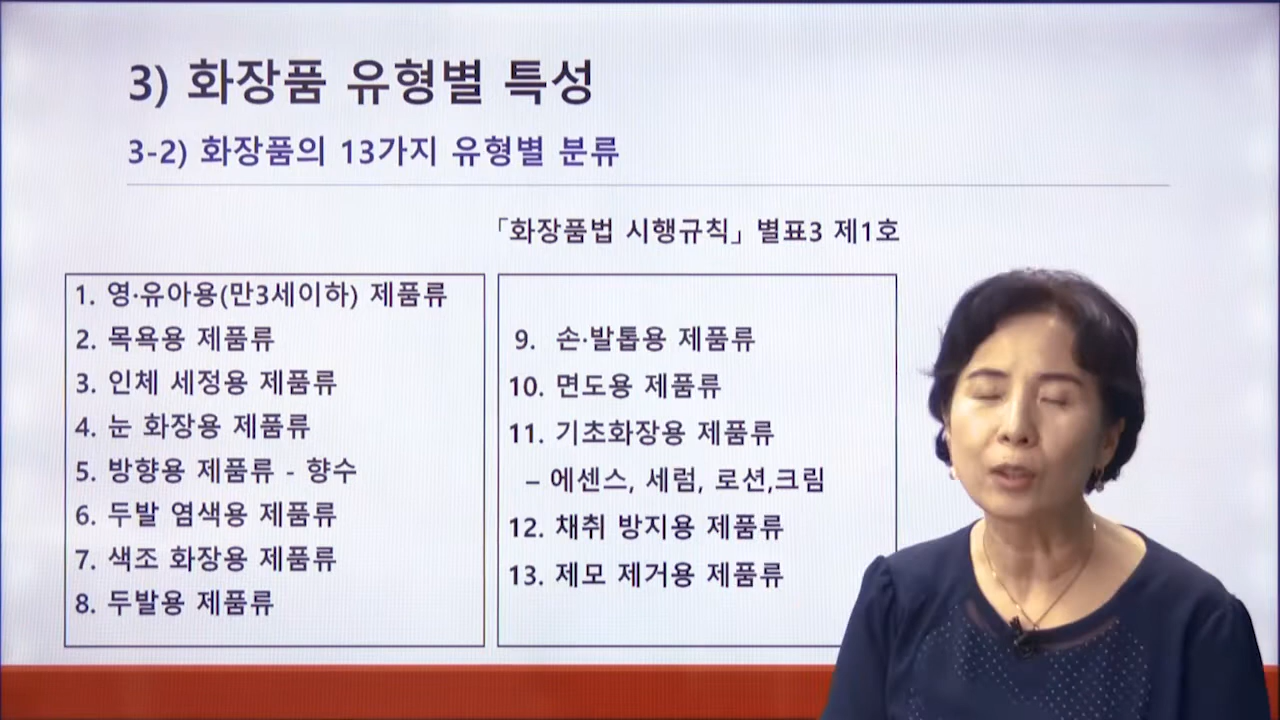 3) 화장품 유형별 특성
3-2) 화장품의 13가지 유형별 분류
「화장품법 시행규칙」 별표3 제1호
1. 영·유아용(만3세이하) 제품류
2. 목욕용 제품류
3. 인체 세정용 제품류
4. 눈 화장용 제품류
5. 방향용 제품류 - 향수
6. 두발 염색용 제품류
7. 색조 화장용 제품류
8. 두발용 제품류
9. 손·발톱용 제품류
10. 면도용 제품류
11. 기초화장용 제품류
– 에센스, 세럼, 로션,크림
12. 채취 방지용 제품류
13. 제모 제거용 제품류